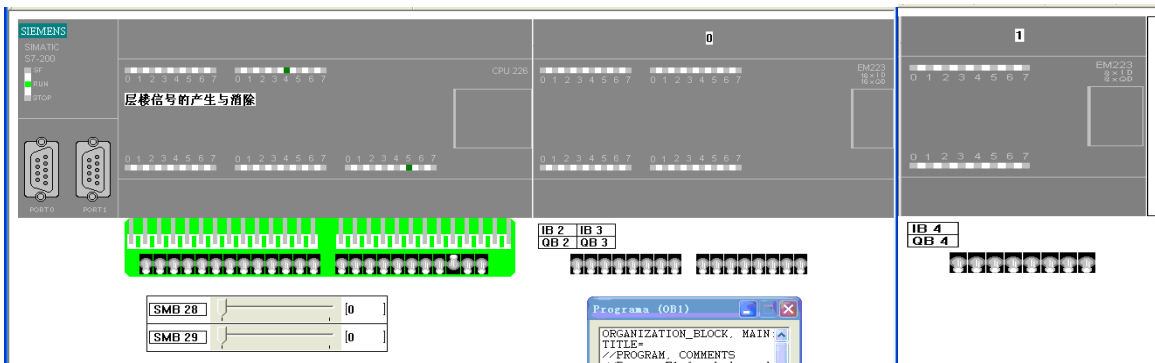 SIEMENS
SIMATIC
S7-200
SF
RUN
STOP
0 1 2 3 4 5 6 7 0 1 2 3 4 5 6 7
CPU 226
层楼信号的产生与消除
0 1 2 3 4 5 6 7 0 1 2 3 4 5 6 7 0 1 2 3 4 5 6 7
PORT0 PORT1
0
0 1 2 3 4 5 6 7 0 1 2 3 4 5 6 7
EM223
16×ID
16×QD
0 1 2 3 4 5 6 7 0 1 2 3 4 5 6 7
1
0 1 2 3 4 5 6 7
EM223
8×ID
8×QD
0 1 2 3 4 5 6 7
IB 2 IB 3
QB 2 QB 3
IB 4
QB 4
SMB 28 [0 ]
SMB 29 [0 ]
Programa (OB1)
ORGANIZATION_BLOCK, MAIN:
TITLE=
//PROGRAM, COMMENTS